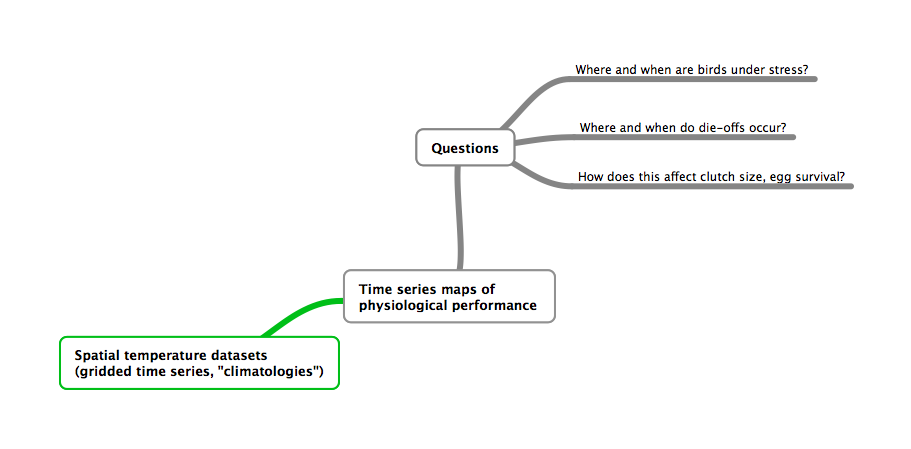 Where and when are birds under stress?
Where and when do die-offs occur?
Questions
How does this affect clutch size, egg survival?
Time series maps of
physiological performance
Spatial temperature datasets
(gridded time series, "climatologies")